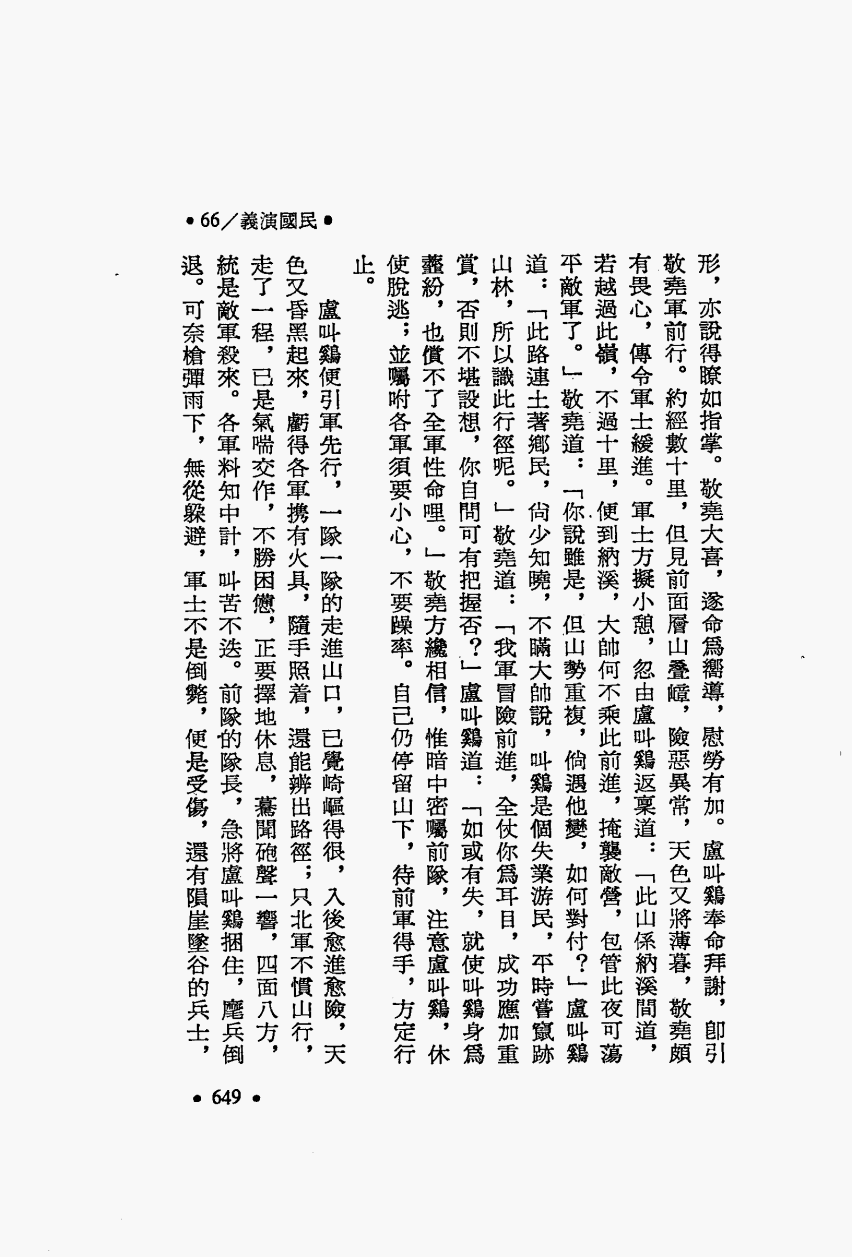 •66／義演國民•
形，亦說得瞭如指掌。敬堯大喜，遂命爲嚮導，慰勞有加。盧叫鷄奉命拜謝，卽引
敬堯軍前行。約經數十里，但見前面層山疊嶂，險惡異常，天色又將薄暮，敬堯頗
有畏心，傳令軍士緩進。軍士方擬小憩，忽由盧叫鷄返稟道：「此山係納溪間道，
若越過此嶺，不過十里，便到納溪，大帥何不乘此前進，掩襲敵營，包管此夜可蕩
平敵軍了。」敬堯道：「你說雖是，但山勢重複，倘遇他變，如何對付？」盧叫鷄
道：「此路連土著鄉民，尙少知曉，不瞞大帥說，叫鷄是個失業游民，平時嘗竄跡
山林，所以識此行徑呢。」敬堯道：「我軍冒險前進，全仗你爲耳目，成功應加重
賞，否則不堪設想，你自問可有把握否？」盧叫鷄道：「如或有失，就使叫鷄身爲
虀紛，也償不了全軍性命哩。」敬堯方纔相信，惟暗中密囑前隊，注意盧叫鷄，休
使脫逃；並囑咐各軍須要小心，不要躁率。自己仍停留山下，待前軍得手，方定行
止。
盧叫鷄便引軍先行，一隊一隊的走進山口，已覺崎嶇得很，入後愈進愈險，天
色又昏黑起來，虧得各軍携有火具，隨手照着，還能辨出路徑；只北軍不慣山行，
走了一程，已是氣喘交作，不勝困憊，正要擇地休息，驀聞砲聲一響，四面八方，
統是敵軍殺來。各軍料知中計，叫苦不迭。前隊的隊長，急將盧叫鷄捆住，麾兵倒
退。可奈槍彈雨下，無從躲避，軍士不是倒斃，便是受傷，還有隕崖墜谷的兵士，
•649•